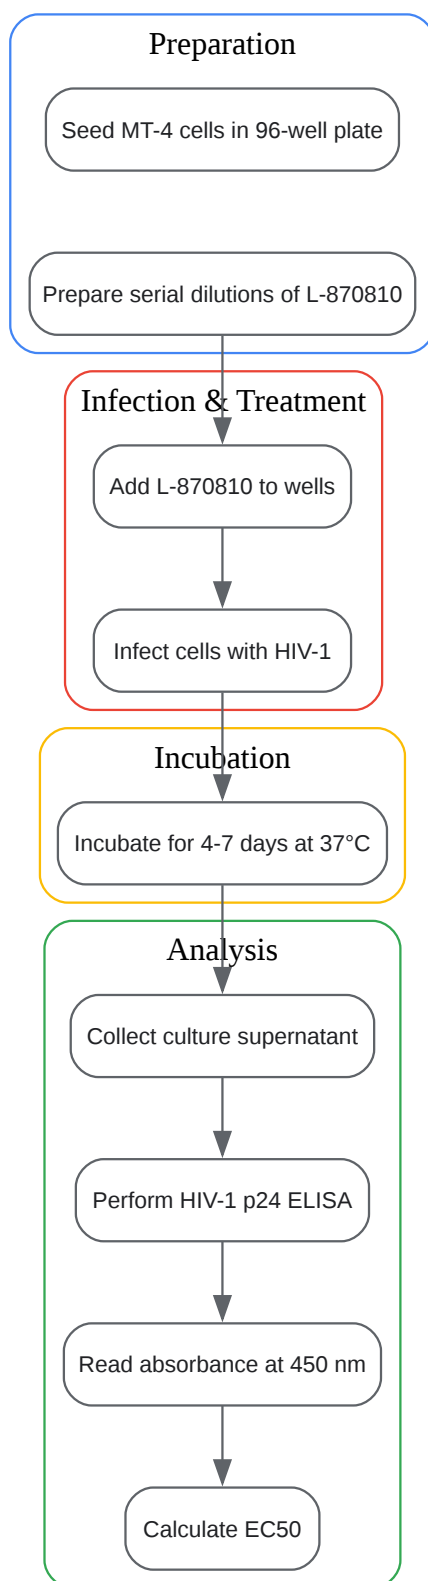 Preparation
Seed MT-4 cells in 96-well plate
Prepare serial dilutions of L-870810
Infection & Treatment
Add L-870810 to wells
Infect cells with HIV-1
Incubation
Incubate for 4-7 days at 37°C
Analysis
Collect culture supernatant
Perform HIV-1 p24 ELISA
Read absorbance at 450 nm
Calculate EC50